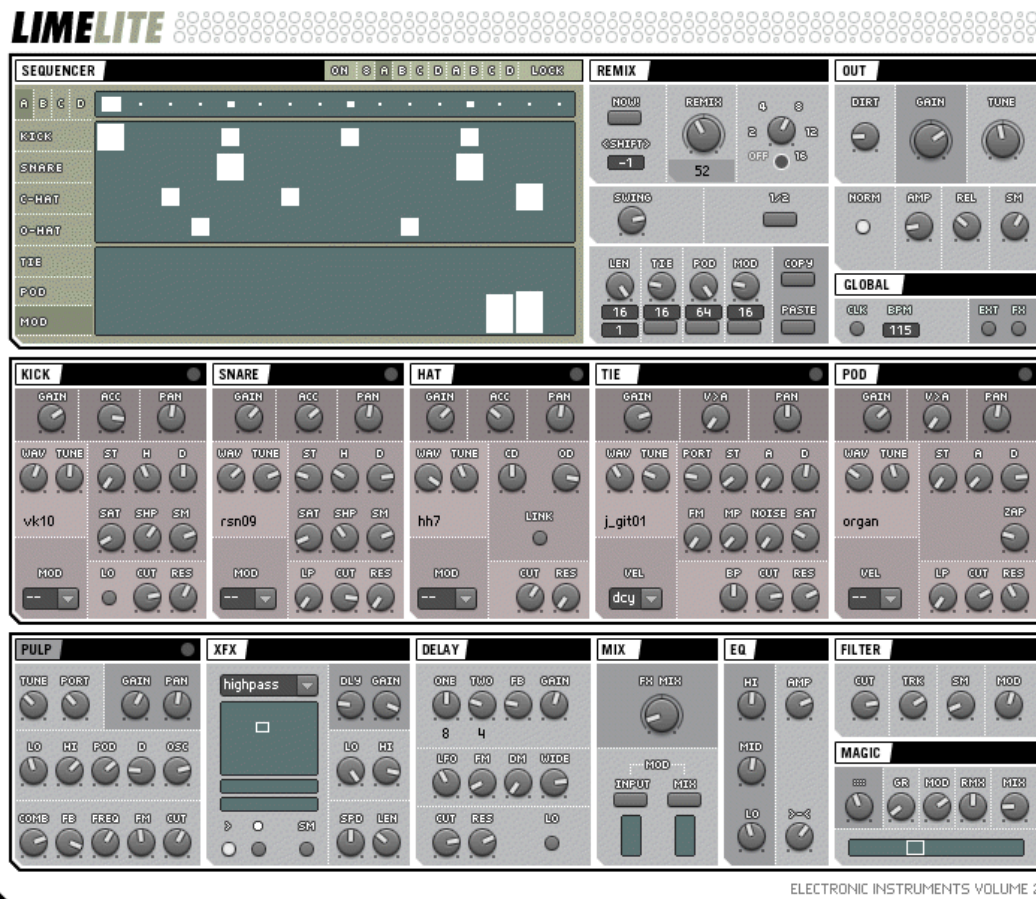 LIMELITE
SEQUENCER ON 8 A B C D A B C D LOCK
REMIX
OUT
A B C D
KICK
SNARE
C-HAT
O-HAT
TIE
POD
MOD
NOW! REMIX 4 8
2 12
<SHIFT> OFF 16
-1 52
SWING 1/2
LEN TIE POD MOD COPY
16 16 64 16 PASTE
1
DIRT GAIN TUNE
NORM AMP REL SM
GLOBAL
CLK BPM EXT FX
115
KICK
GAIN ACC PAN
WAV TUNE ST H D
vk10 SAT SHP SM
MOD LO CUT RES
--
SNARE
GAIN ACC PAN
WAV TUNE ST H D
rsn09 SAT SHP SM
MOD LP CUT RES
--
HAT
GAIN ACC PAN
WAV TUNE CD OD
hh7 LINK
MOD CUT RES
--
TIE
GAIN V>A PAN
WAV TUNE PORT ST A D
j_git01 FM MP NOISE SAT
VEL BP CUT RES
dcy
POD
GAIN V>A PAN
WAV TUNE ST A D
organ ZAP
VEL LP CUT RES
--
PULP
TUNE PORT GAIN PAN
LO HI POD D OSC
COMB FB FREQ FM CUT
XFX
highpass DLY GAIN
LO HI
> SM SPD LEN
DELAY
ONE TWO FB GAIN
8 4
LFO FM DM WIDE
CUT RES LO
MIX
FX MIX
MOD
INPUT MIX
EQ
HI AMP
MID
LO >-<
FILTER
CUT TRK SM MOD
MAGIC
GR MOD RMX MIX
ELECTRONIC INSTRUMENTS VOLUME 2